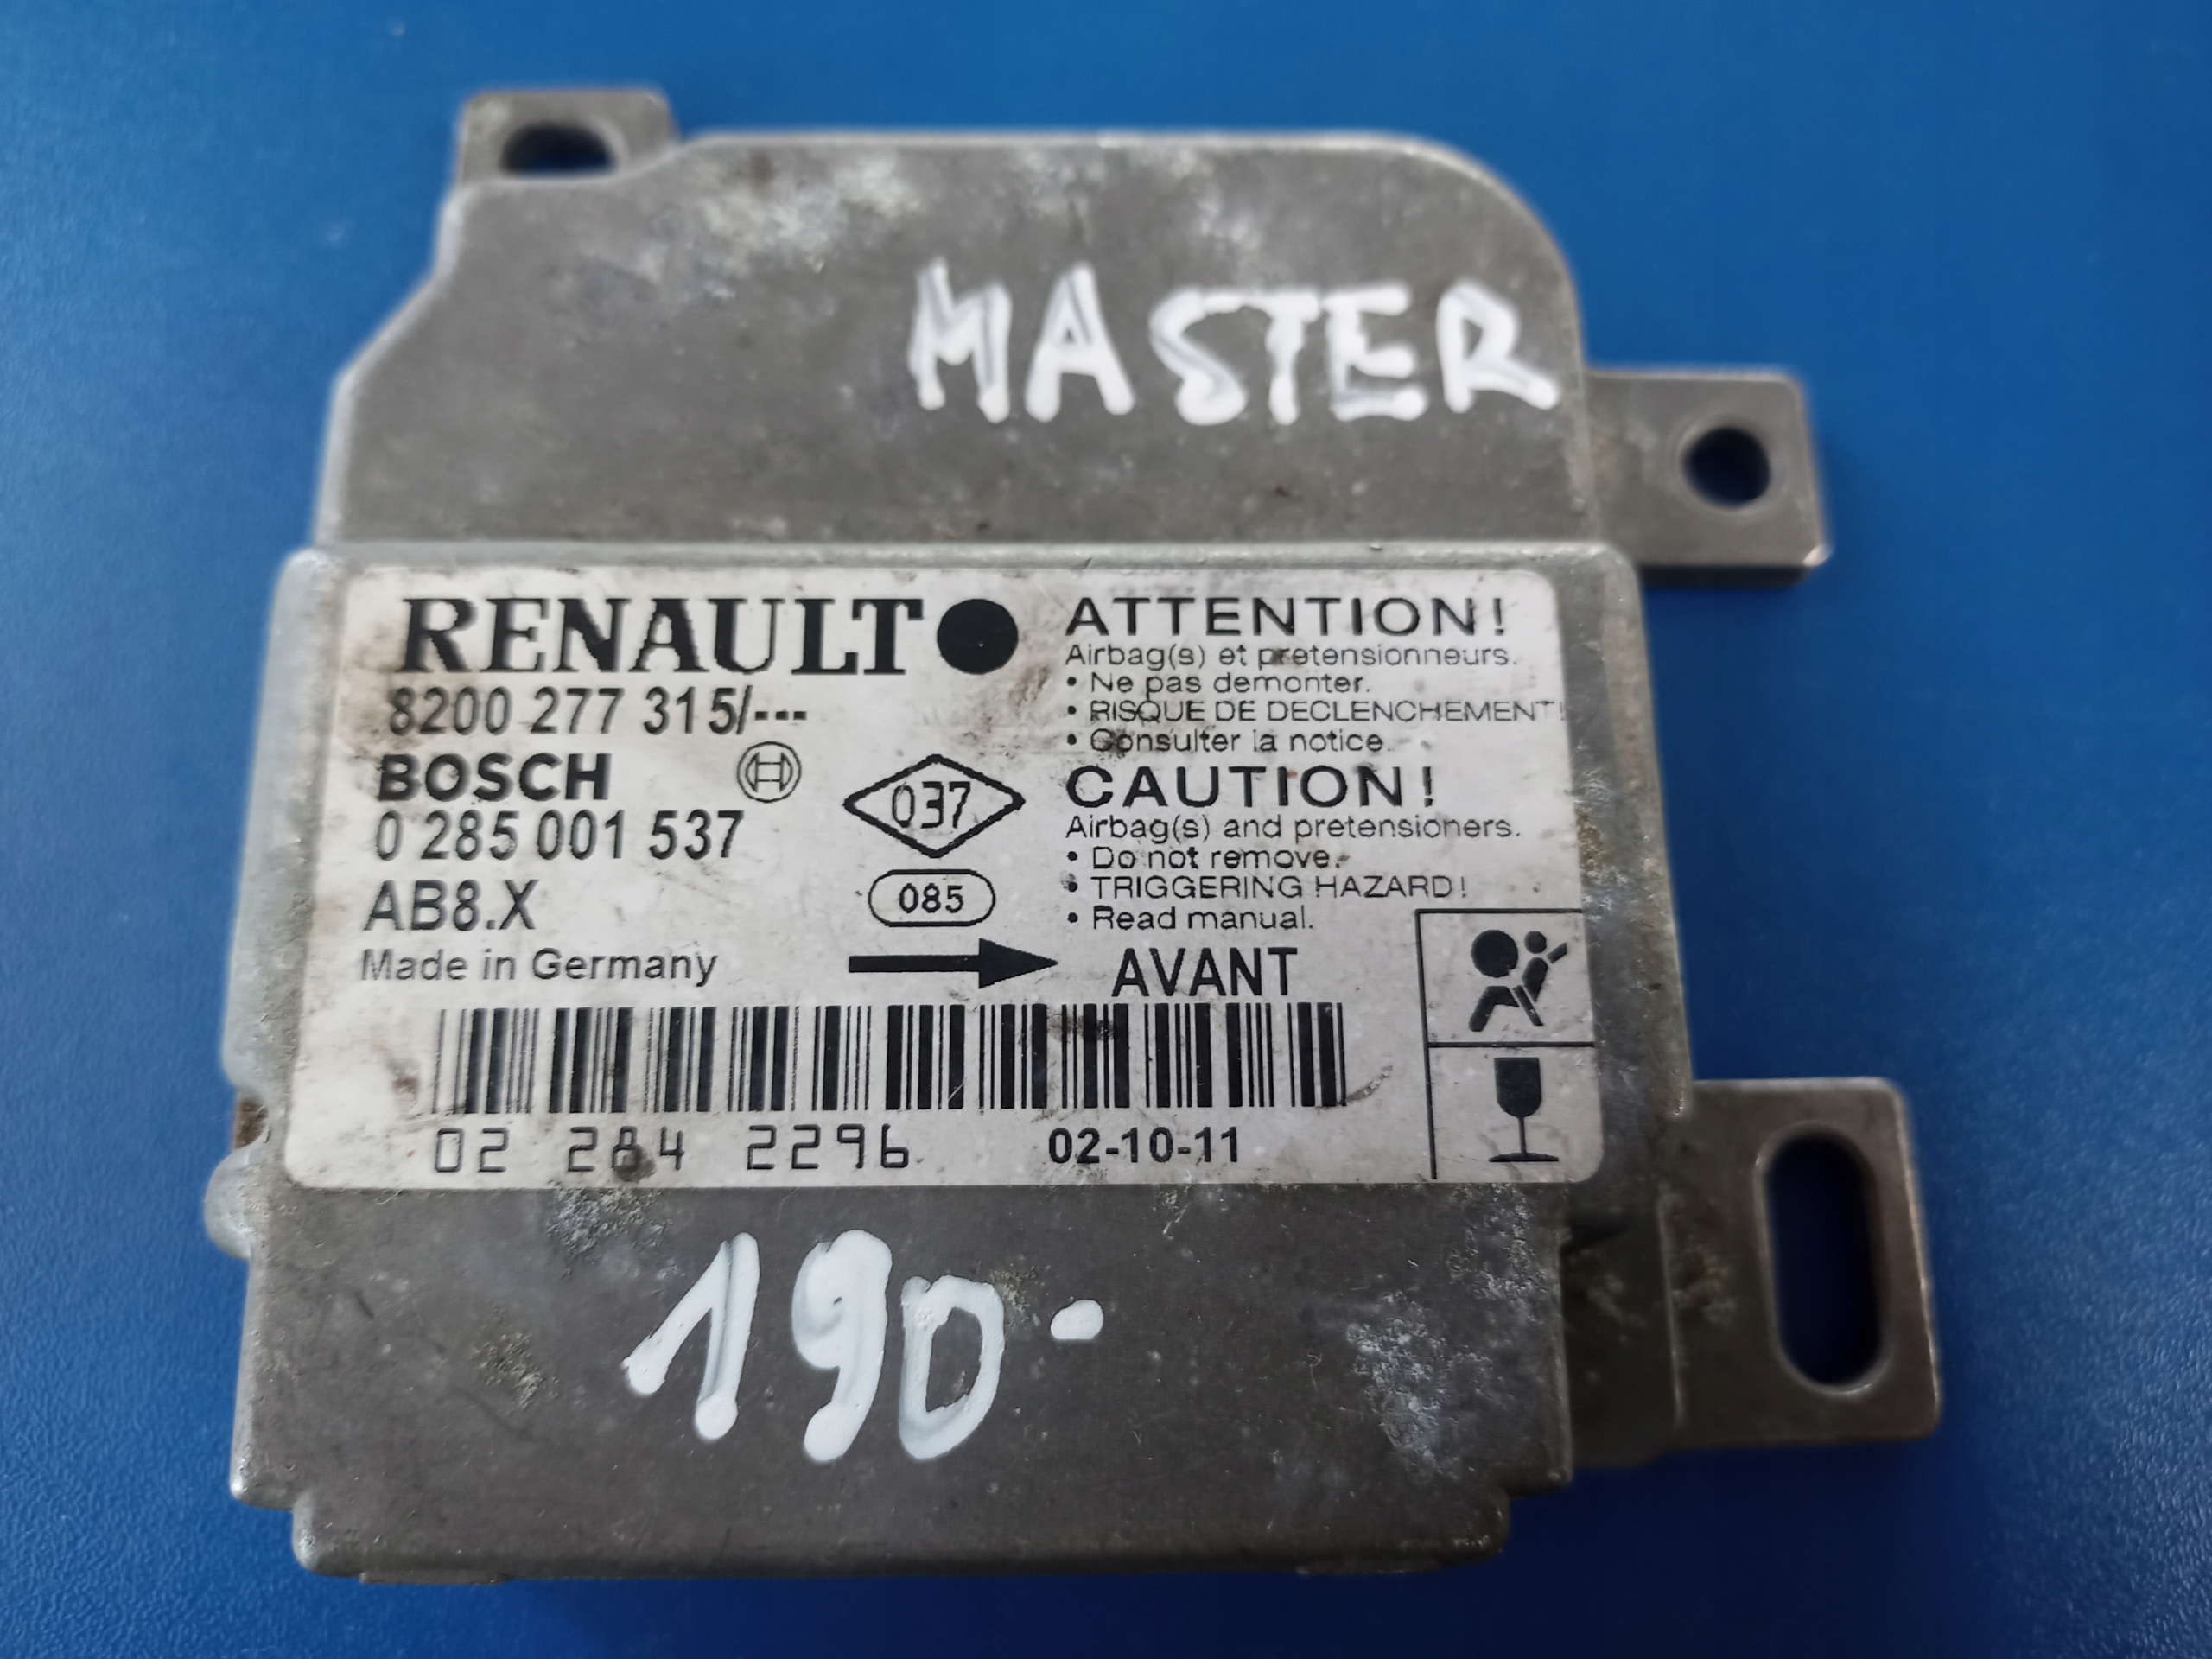 MASTER
RENAULT
8200 277 315/---
BOSCH
0 285 001 537
AB8.X
Made in Germany
037
085
ATTENTION!
Airbag(s) et pretensionneurs.
• Ne pas demonter.
• RISQUE DE DECLENCHEMENT!
• Consulter la notice.
CAUTION!
Airbag(s) and pretensioners.
• Do not remove.
• TRIGGERING HAZARD!
• Read manual.
AVANT
02 284 2296 02-10-11
190-